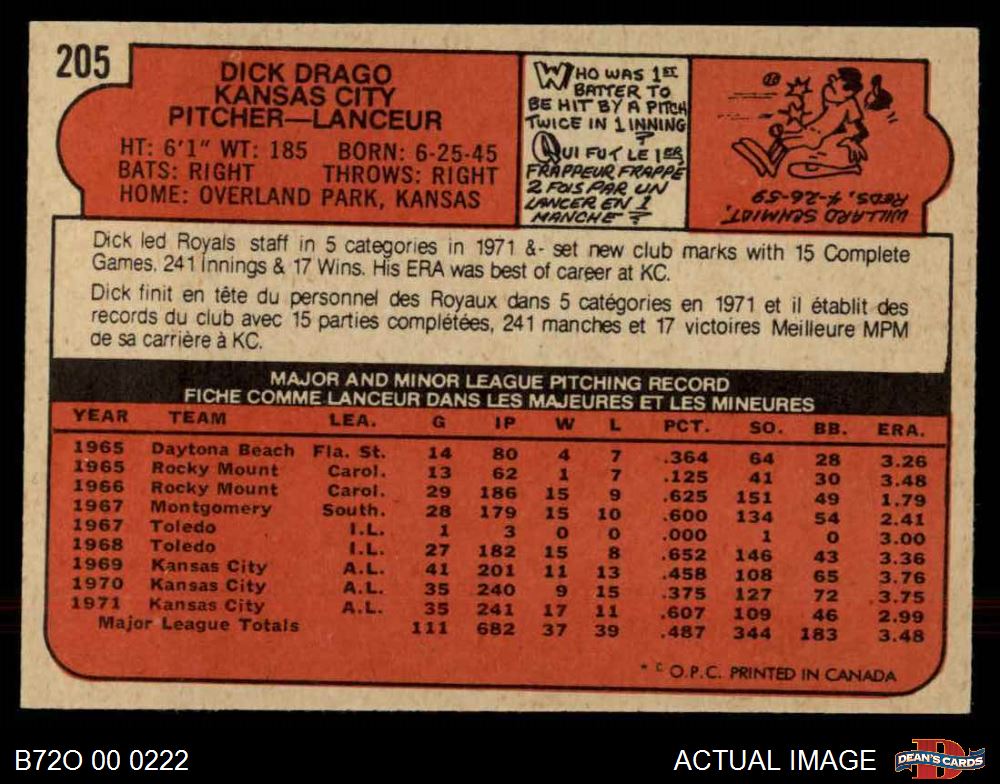 205
DICK DRAGO
KANSAS CITY
PITCHER—LANCEUR
HT: 6'1" WT: 185 BORN: 6-25-45
BATS: RIGHT THROWS: RIGHT
HOME: OVERLAND PARK, KANSAS
WHO WAS 1ST
BATTER TO
BE HIT BY A PITCH
TWICE IN 1 INNING
?
QUI FUT LE 1ER
FRAPPEUR FRAPPÉ
2 FOIS PAR UN
LANCER EN 1
MANCHE ?
WILLARD SCHMIDT,
REDS, 4-26-59
Dick led Royals staff in 5 categories in 1971 &- set new club marks with 15 Complete
Games, 241 Innings & 17 Wins. His ERA was best of career at KC.
Dick finit en tête du personnel des Royaux dans 5 catégories en 1971 et il établit des
records du club avec 15 parties complétées, 241 manches et 17 victoires Meilleure MPM
de sa carrière à KC.
MAJOR AND MINOR LEAGUE PITCHING RECORD
FICHE COMME LANCEUR DANS LES MAJEURES ET LES MINEURES
YEAR TEAM LEA. G IP W L PCT. SO. BB. ERA.
1965 Daytona Beach Fla. St. 14 80 4 7 .364 64 28 3.26
1965 Rocky Mount Carol. 13 62 1 7 .125 41 30 3.48
1966 Rocky Mount Carol. 29 186 15 9 .625 151 49 1.79
1967 Montgomery South. 28 179 15 10 .600 134 54 2.41
1967 Toledo I.L. 1 3 0 0 .000 1 0 3.00
1968 Toledo I.L. 27 182 15 8 .652 146 43 3.36
1969 Kansas City A.L. 41 201 11 13 .458 108 65 3.76
1970 Kansas City A.L. 35 240 9 15 .375 127 72 3.75
1971 Kansas City A.L. 35 241 17 11 .607 109 46 2.99
Major League Totals 111 682 37 39 .487 344 183 3.48
* © O.P.C. PRINTED IN CANADA
B72O 00 0222
ACTUAL IMAGE
DEAN'S CARDS